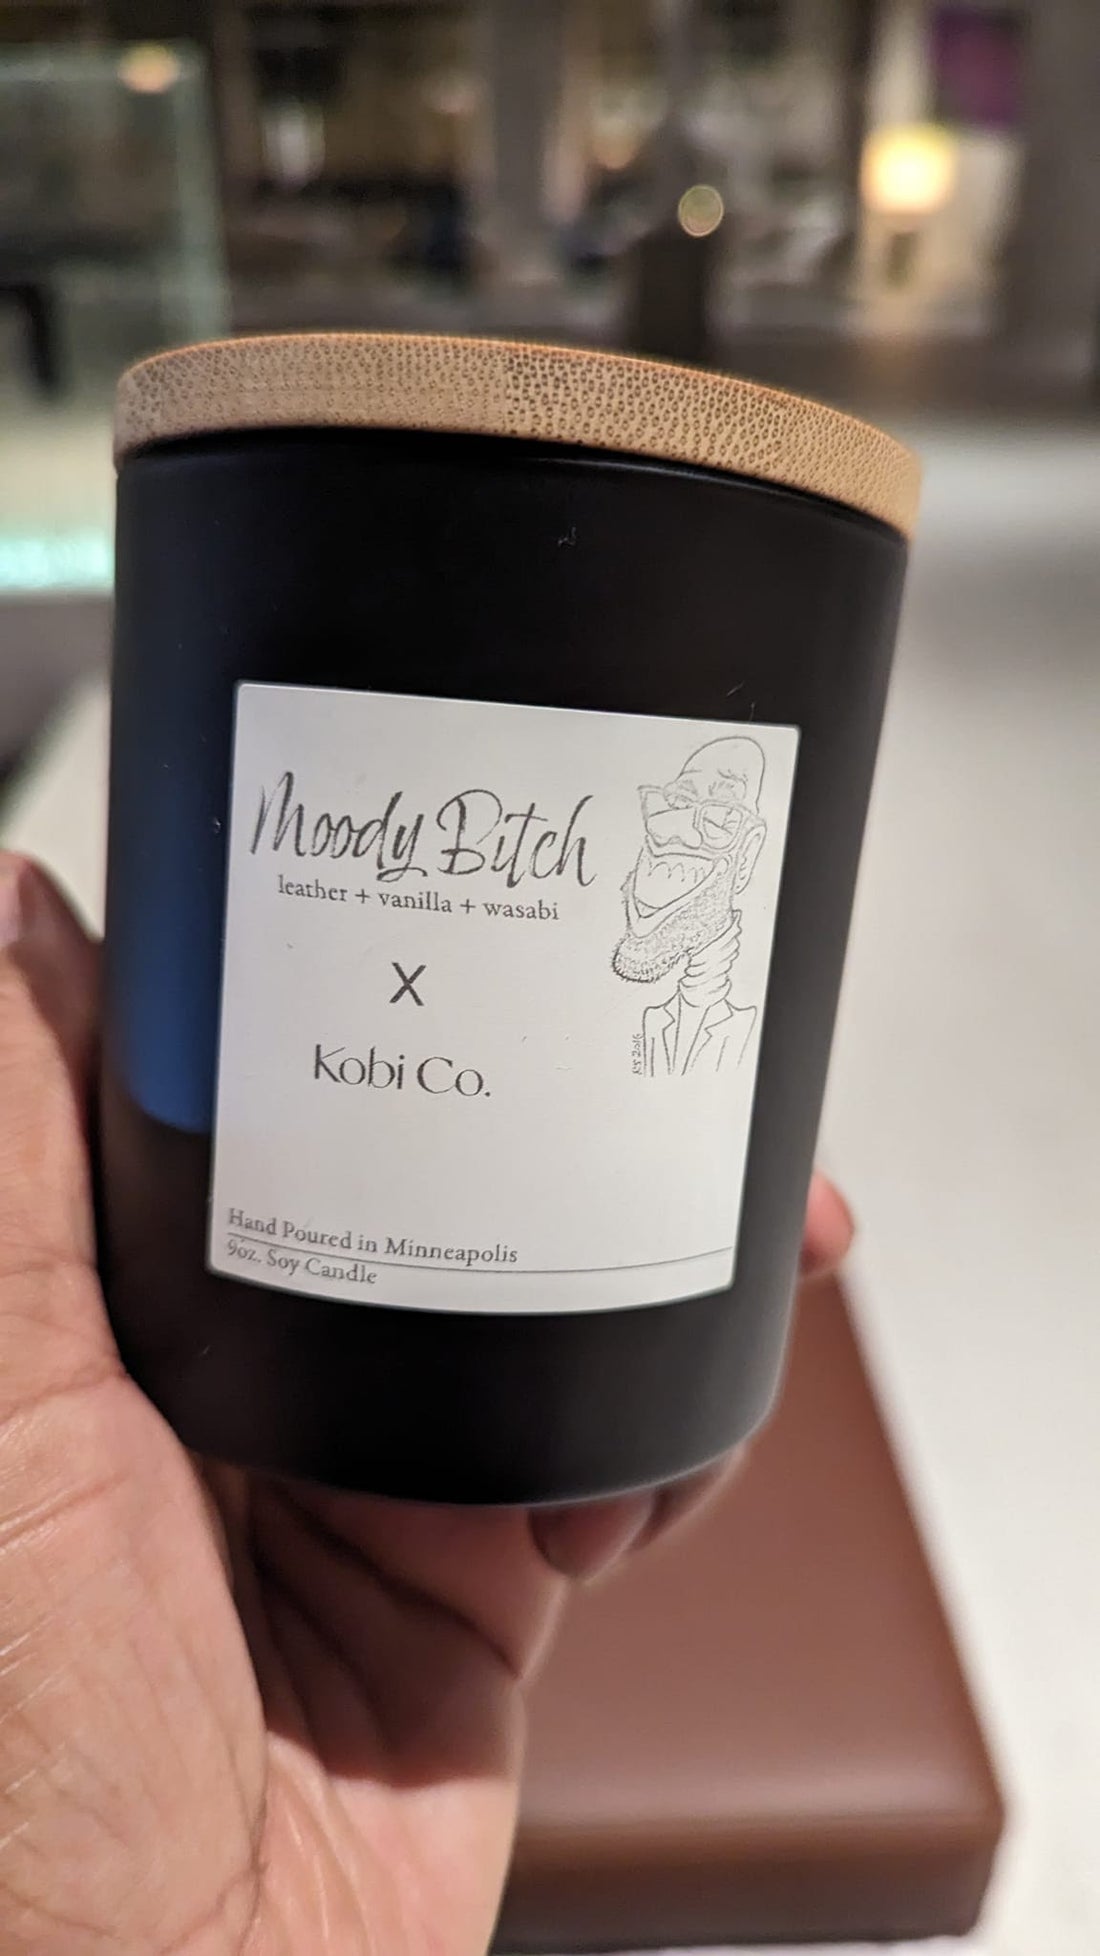 Moody Bitch
leather + vanilla + wasabi
X
Kobi Co.
Hand Poured in Minneapolis
9oz. Soy Candle